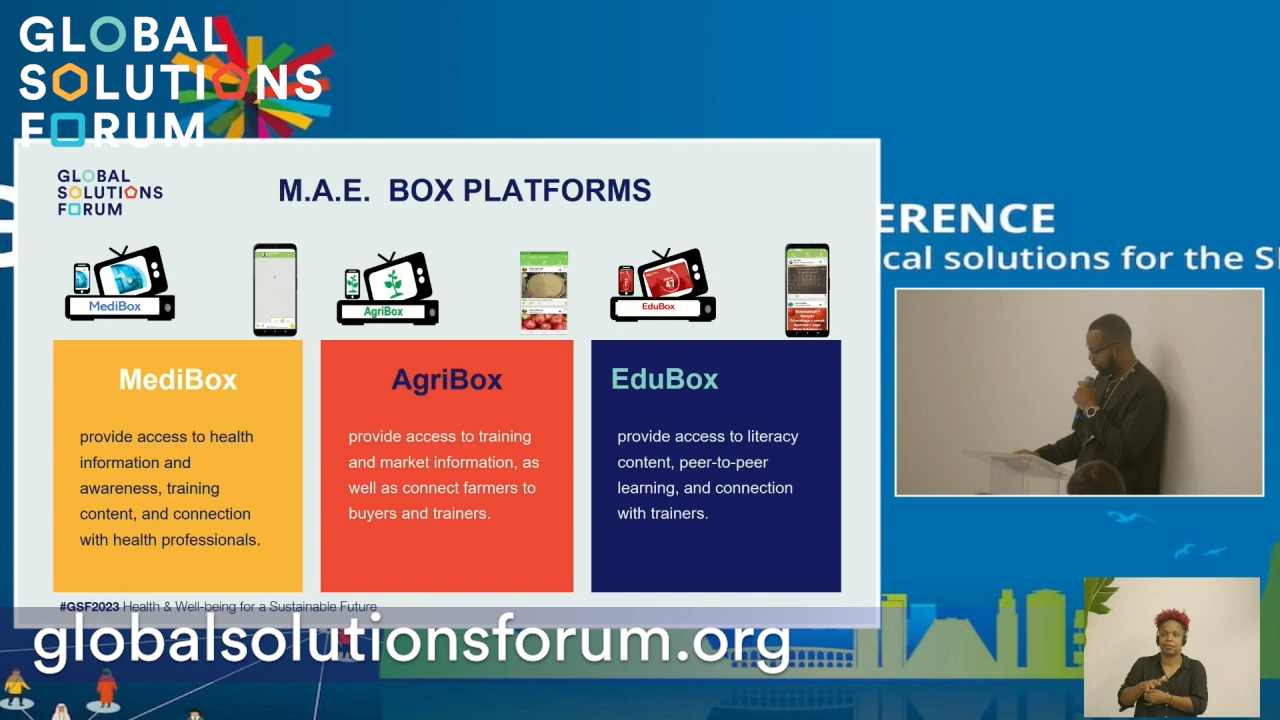 GLOBAL
SOLUTIONS
FORUM
GLOBAL
SOLUTIONS
FORUM
M.A.E. BOX PLATFORMS
MediBox
AgriBox
EduBox
47
MediBox
provide access to health
information and
awareness, training
content, and connection
with health professionals.
AgriBox
provide access to training
and market information, as
well as connect farmers to
buyers and trainers.
EduBox
provide access to literacy
content, peer-to-peer
learning, and connection
with trainers.
#GSF2023 Health & Well-being for a Sustainable Future
globalsolutionsforum.org
ERENCE
cal solutions for the S